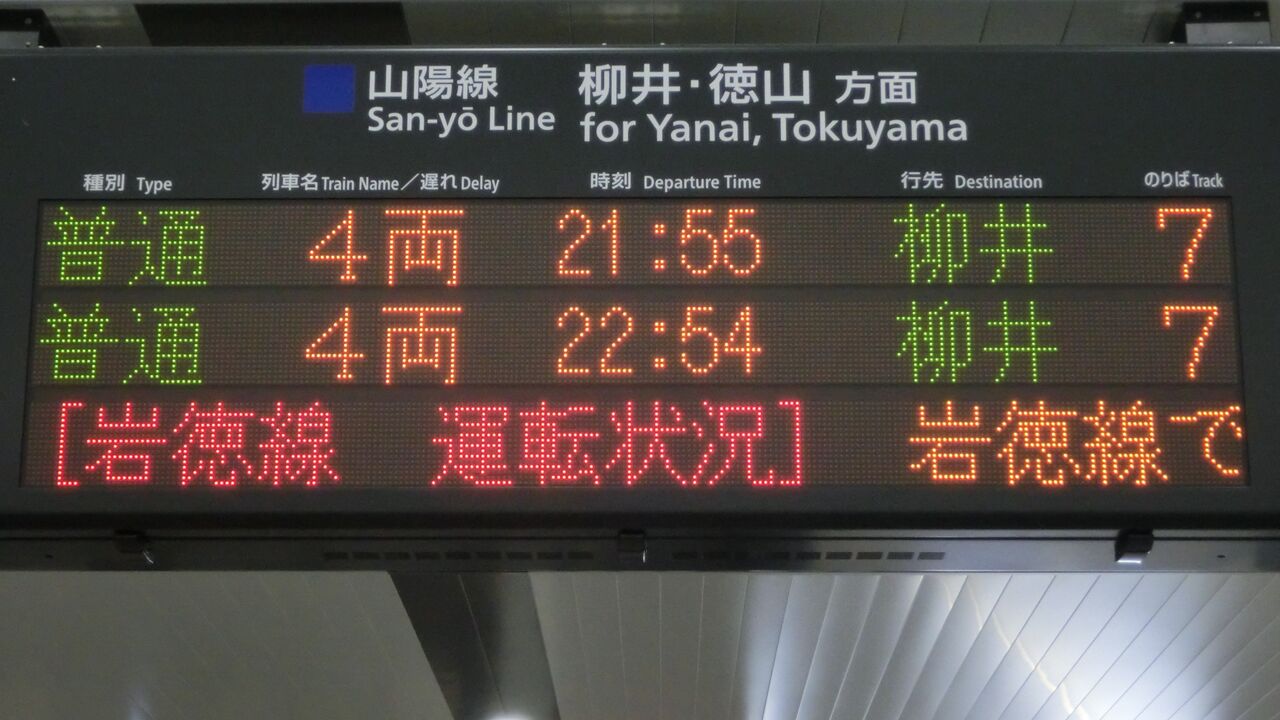 山陽線 柳井・徳山 方面
San-yō Line for Yanai, Tokuyama
種別 Type 列車名 Train Name／遅れ Delay 時刻 Departure Time 行先 Destination のりば Track
普通 4両 21:55 柳井 7
普通 4両 22:54 柳井 7
[岩徳線 運転状況] 岩徳線で